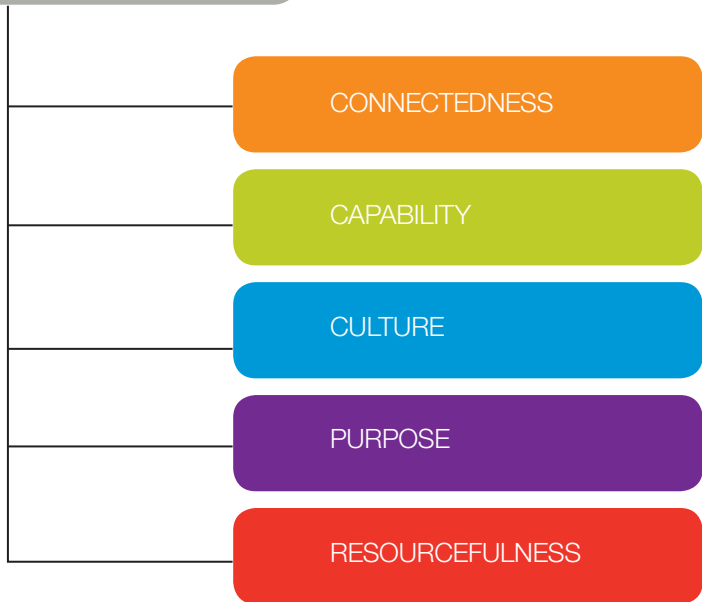 CONNECTEDNESS
CAPABILITY
CULTURE
PURPOSE
RESOURCEFULNESS